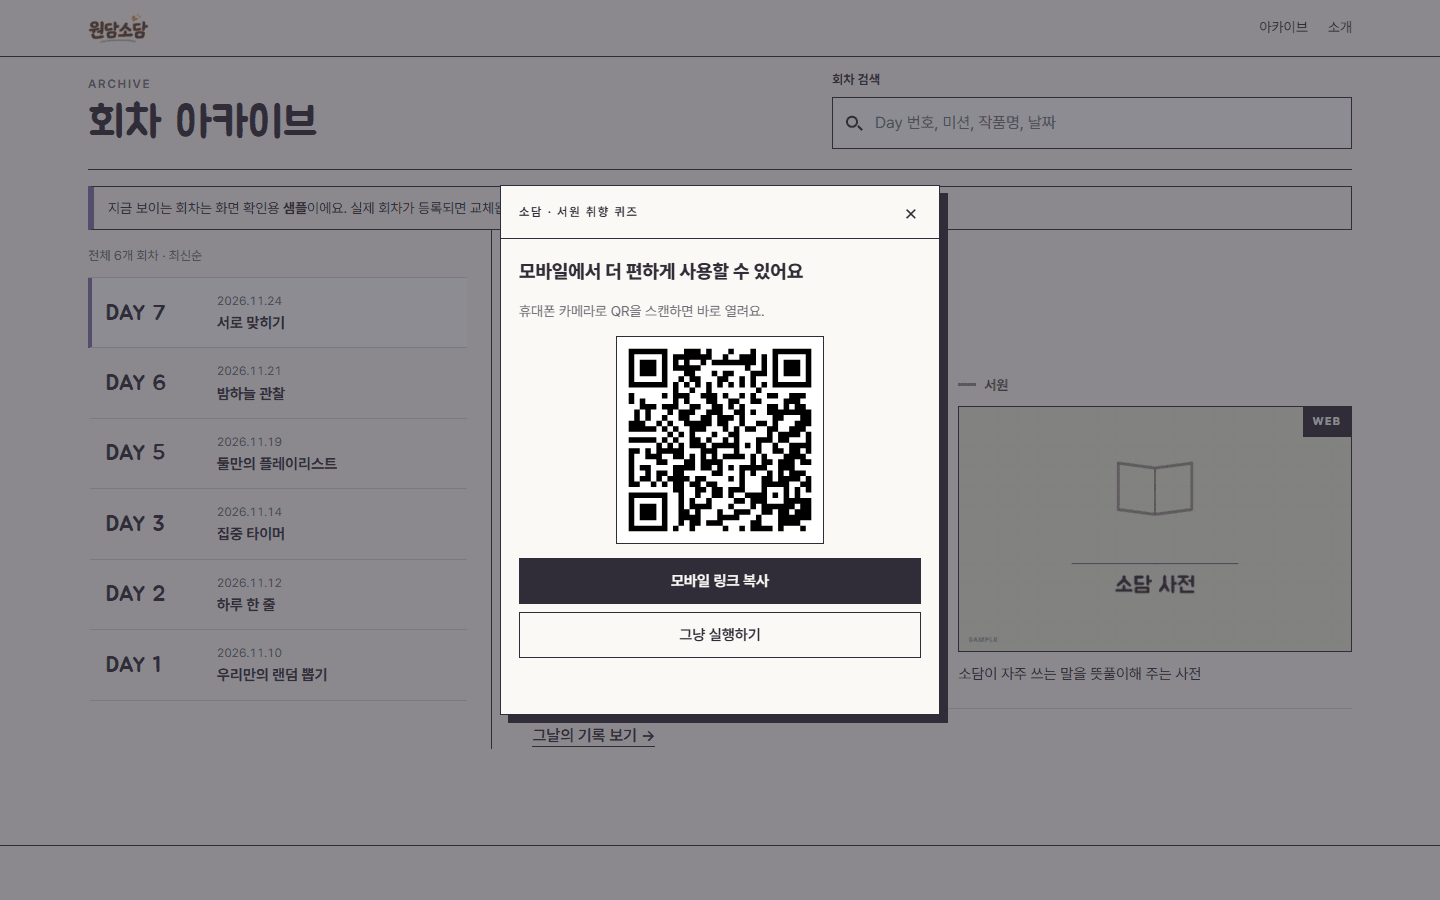 원담소담
아카이브 소개
ARCHIVE
회차 아카이브
회차 검색
Day 번호, 미션, 작품명, 날짜
지금 보이는 회차는 화면 확인용 샘플이에요. 실제 회차가 등록되면
전체 6개 회차 · 최신순
DAY 7
2026.11.24
서로 맞히기
DAY 6
2026.11.21
밤하늘 관찰
DAY 5
2026.11.19
둘만의 플레이리스트
DAY 3
2026.11.14
집중 타이머
DAY 2
2026.11.12
하루 한 줄
DAY 1
2026.11.10
우리만의 랜덤 뽑기
소담 · 서원 취향 퀴즈
모바일에서 더 편하게 사용할 수 있어요
휴대폰 카메라로 QR을 스캔하면 바로 열려요.
모바일 링크 복사
그냥 실행하기
서원
WEB
소담 사전
SAMPLE
소담이 자주 쓰는 말을 뜻풀이해 주는 사전
그날의 기록 보기 →